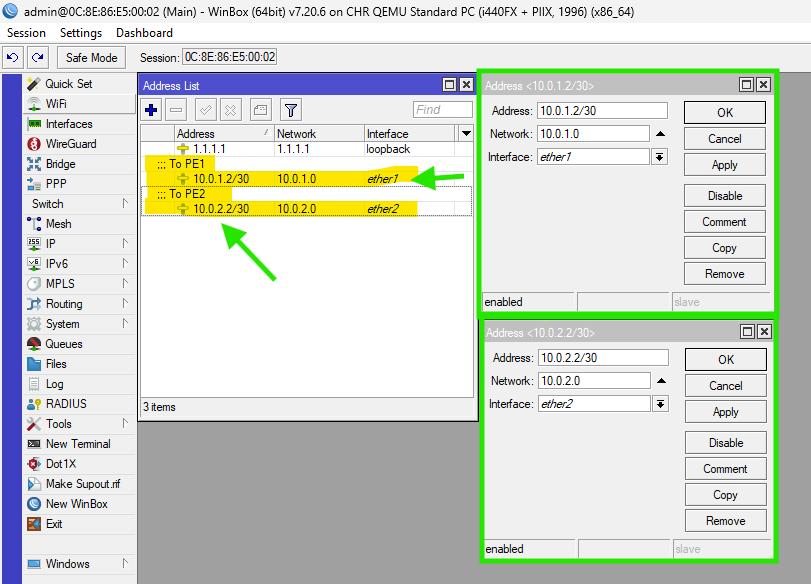 admin@0C:8E:86:E5:00:02 (Main) - WinBox (64bit) v7.20.6 on CHR QEMU Standard PC (i440FX + PIIX, 1996) (x86_64)
Session Settings Dashboard
Safe Mode Session: 0C:8E:86:E5:00:02
Quick Set
WiFi
Interfaces
WireGuard
Bridge
PPP
Switch
Mesh
IP
IPv6
MPLS
Routing
System
Queues
Files
Log
RADIUS
Tools
New Terminal
Dot1X
Make Supout.rif
New WinBox
Exit
Windows
Address List
Find
Address Network Interface
1.1.1.1 1.1.1.1 loopback
;;; To PE1
10.0.1.2/30 10.0.1.0 ether1
;;; To PE2
10.0.2.2/30 10.0.2.0 ether2
3 items
Address <10.0.1.2/30>
Address: 10.0.1.2/30
Network: 10.0.1.0
Interface: ether1
OK
Cancel
Apply
Disable
Comment
Copy
Remove
enabled slave
Address <10.0.2.2/30>
Address: 10.0.2.2/30
Network: 10.0.2.0
Interface: ether2
OK
Cancel
Apply
Disable
Comment
Copy
Remove
enabled slave